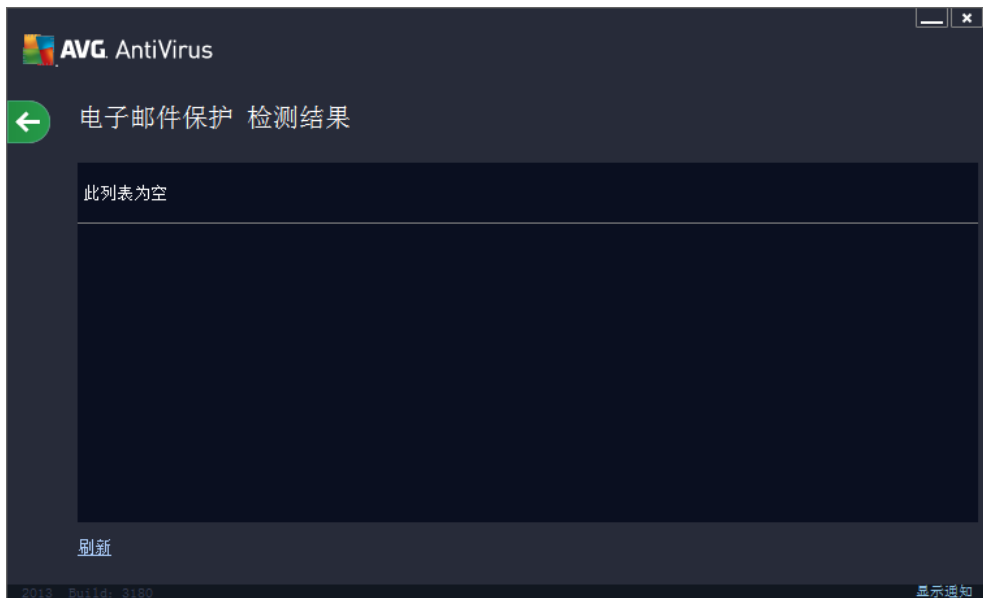 AVG. AntiVirus
电子邮件保护 检测结果
此列表为空
刷新
2013 Build: 3180
显示通知